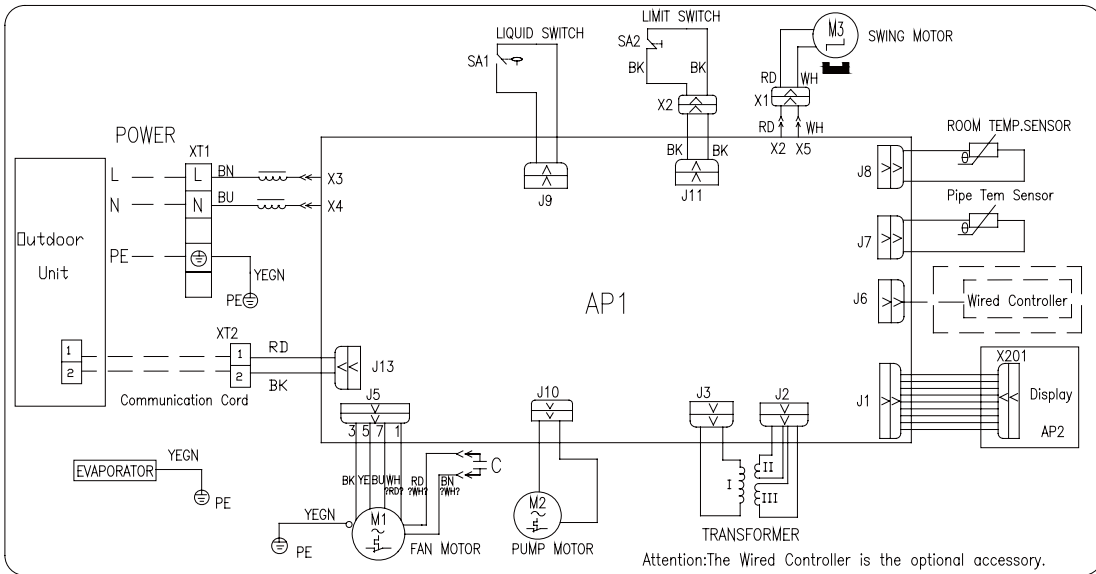 LIMIT SWITCH
M3
SWING MOTOR
LIQUID SWITCH
SA2
SA1
BK
BK
RD
WH
X2
X1
RD
WH
ROOM TEMP.SENSOR
POWER
XT1
BK
BK
X2
X5
J8
θ
L
L
BN
X3
J9
J11
Pipe Tem Sensor
N
N
BU
X4
J7
θ
Outdoor
Unit
PE
YEGN
PE
J6
Wired Controller
AP1
XT2
X201
1
1
RD
J13
2
2
BK
J1
Display
Communication Cord
J5
J10
J3
J2
AP2
3
5
7
1
EVAPORATOR
YEGN
PE
BK
YE
BU
WH
?RD?
RD
?WH?
BN
?WH?
C
I
II
III
YEGN
M1
~
M2
~
PE
FAN MOTOR
PUMP MOTOR
TRANSFORMER
Attention:The Wired Controller is the optional accessory.